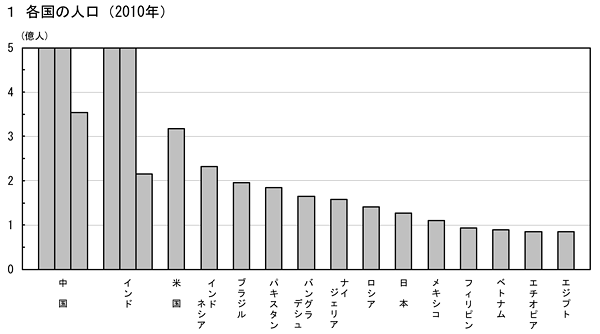 1 各国の人口（2010年）
(億人)
5
4
3
2
1
0
中国
インド
米国
インドネシア
ブラジル
パキスタン
バングラデシュ
ナイジェリア
ロシア
日本
メキシコ
フィリピン
ベトナム
エチオピア
エジプト